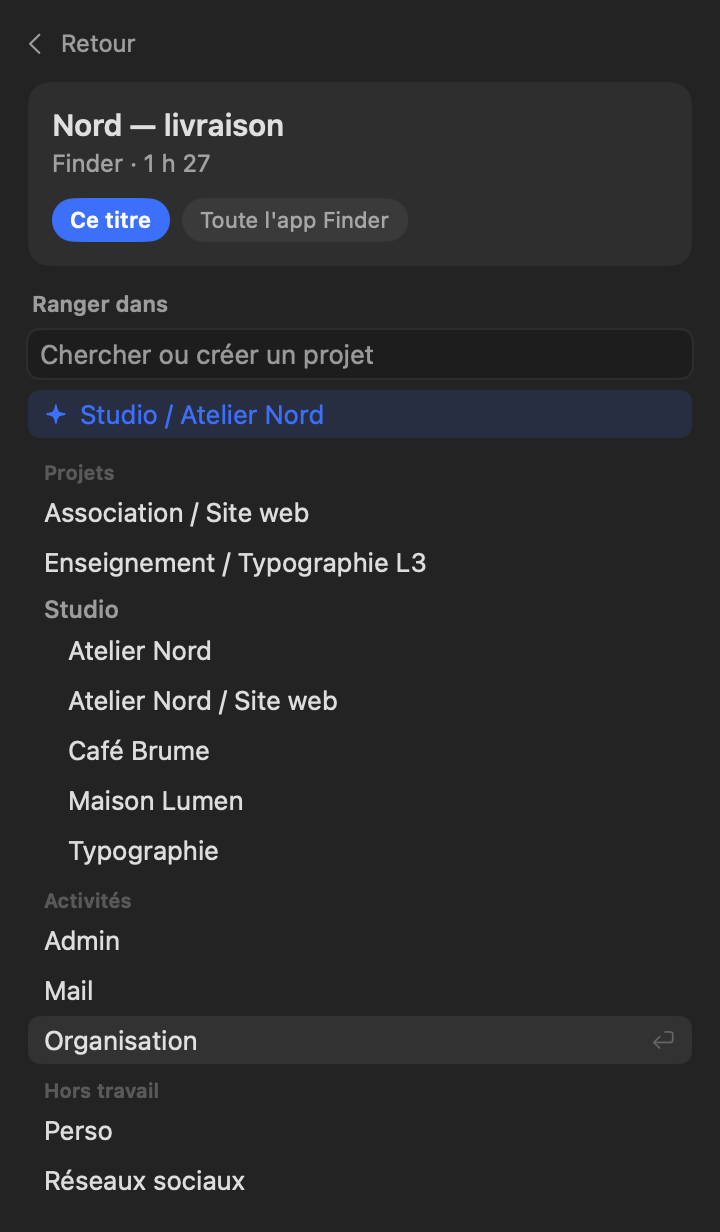 Retour
Nord — livraison
Finder · 1 h 27
Ce titre
Toute l'app Finder
Ranger dans
Chercher ou créer un projet
Studio / Atelier Nord
Projets
Association / Site web
Enseignement / Typographie L3
Studio
Atelier Nord
Atelier Nord / Site web
Café Brume
Maison Lumen
Typographie
Activités
Admin
Mail
Organisation
Hors travail
Perso
Réseaux sociaux